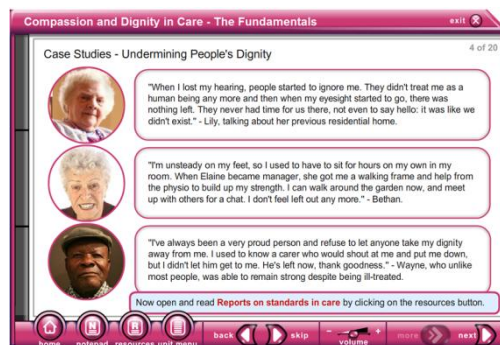 Compassion and Dignity in Care - The Fundamentals
exit
4 of 20
Case Studies - Undermining People's Dignity
"When I lost my hearing, people started to ignore me. They didn't treat me as a
human being any more and then when my eyesight started to go, there was
nothing left. They never had time for us there, not even to say hello: it was like we
didn't exist." - Lily, talking about her previous residential home.
"I'm unsteady on my feet, so I used to have to sit for hours on my own in my
room. When Elaine became manager, she got me a walking frame and help from
the physio to build up my strength. I can walk around the garden now, and meet
up with others for a chat. I don't feel left out any more." - Bethan.
"I've always been a very proud person and refuse to let anyone take my dignity
away from me. I used to know a carer who would shout at me and put me down,
but I didn't let him get to me. He's left now, thank goodness." - Wayne, who unlike
most people, was able to remain strong despite being ill-treated.
Now open and read Reports on standards in care by clicking on the resources button.
N
R
home
notepad
resources
unit menu
back
skip
- +
volume
more
next